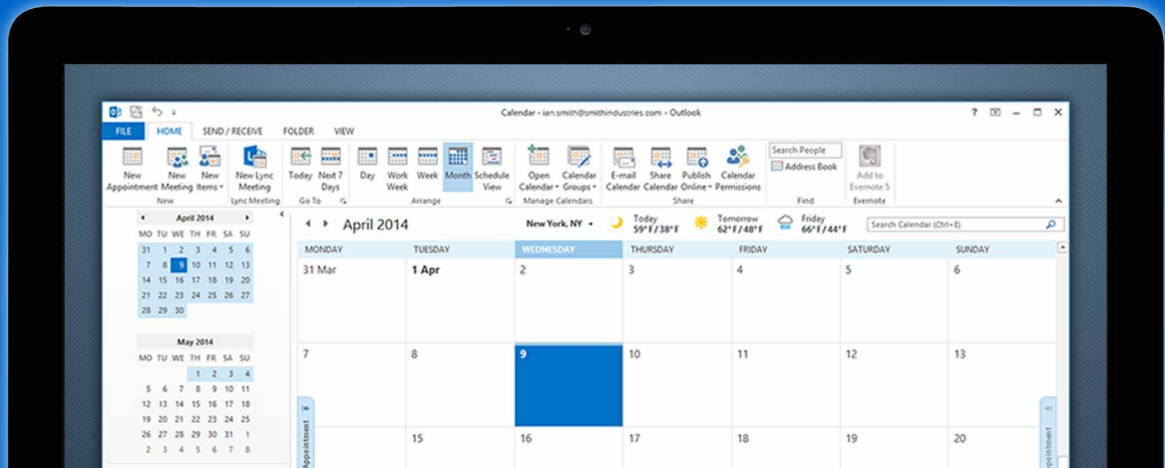 Calendar - ian.smith@smithindustries.com - Outlook
FILE HOME SEND / RECEIVE FOLDER VIEW
New Appointment
New Meeting
New Items
New
New Lync Meeting
Lync Meeting
Today
Next 7 Days
Go To
Day
Work Week
Week
Month
Schedule View
Arrange
Open Calendar
Calendar Groups
Manage Calendars
E-mail Calendar
Share Calendar
Publish Online
Calendar Permissions
Share
Search People
Address Book
Find
Add to Evernote 5
Evernote
April 2014
MO TU WE TH FR SA SU
31 1 2 3 4 5 6
7 8 9 10 11 12 13
14 15 16 17 18 19 20
21 22 23 24 25 26 27
28 29 30
May 2014
MO TU WE TH FR SA SU
1 2 3 4
5 6 7 8 9 10 11
12 13 14 15 16 17 18
19 20 21 22 23 24 25
26 27 28 29 30 31 1
2 3 4 5 6 7 8
April 2014
New York, NY
Today
59°F/38°F
Tomorrow
62°F/48°F
Friday
66°F/44°F
Search Calendar (Ctrl+E)
MONDAY TUESDAY WEDNESDAY THURSDAY FRIDAY SATURDAY SUNDAY
31 Mar 1 Apr 2 3 4 5 6
7 8 9 10 11 12 13
15 16 17 18 19 20
Appointment